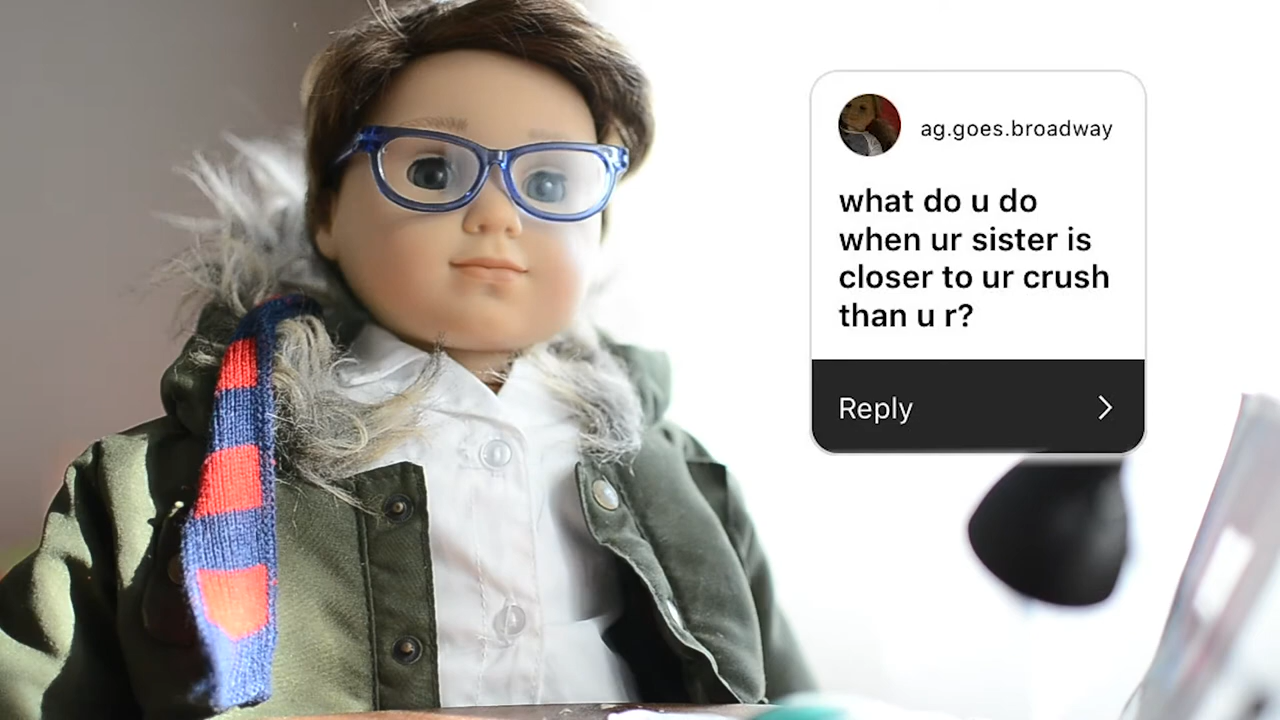 ag.goes.broadway
what do u do
when ur sister is
closer to ur crush
than u r?
Reply